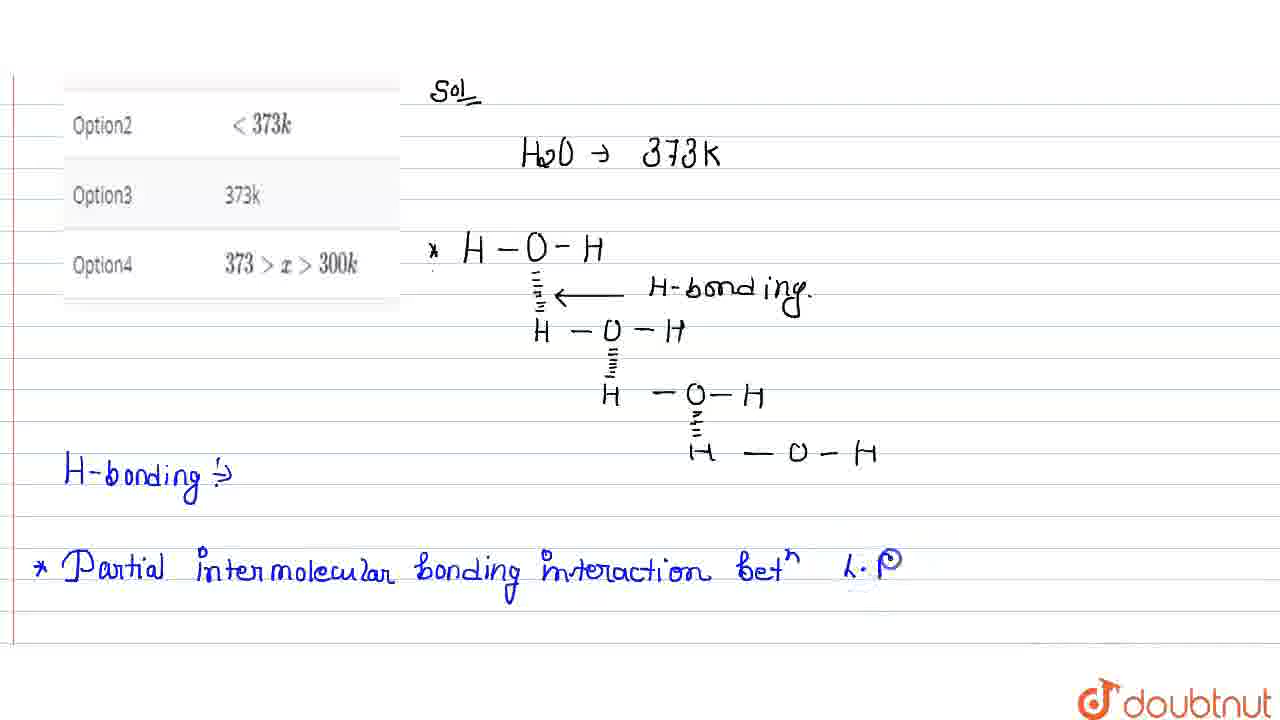 Sol
Option2 < 373k
H2O → 373K
Option3 373k
* H - O - H
Option4 373 > x > 300k
← H-bonding.
H - O - H
H - O - H
H - O - H
H-bonding :→
* Partial intermolecular bonding interaction betⁿ L.P
doubtnut